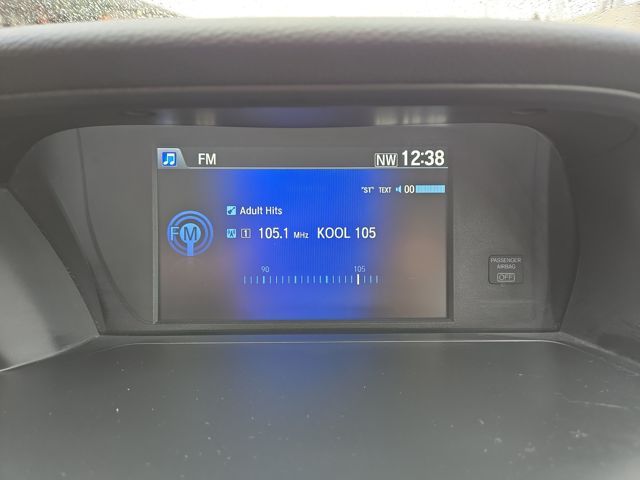 FM NW 12:38
"ST" TEXT 00
Adult Hits
FM 1 105.1 MHz KOOL 105
90 105
PASSENGER
AIRBAG
OFF